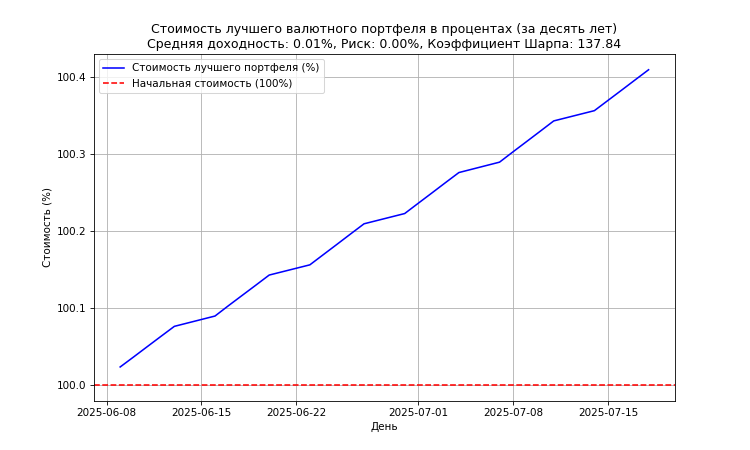 Стоимость лучшего валютного портфеля в процентах (за десять лет)
Средняя доходность: 0.01%, Риск: 0.00%, Коэффициент Шарпа: 137.84
Стоимость лучшего портфеля (%)
Начальная стоимость (100%)
Стоимость (%)
100.4
100.3
100.2
100.1
100.0
2025-06-08 2025-06-15 2025-06-22 2025-07-01 2025-07-08 2025-07-15
День